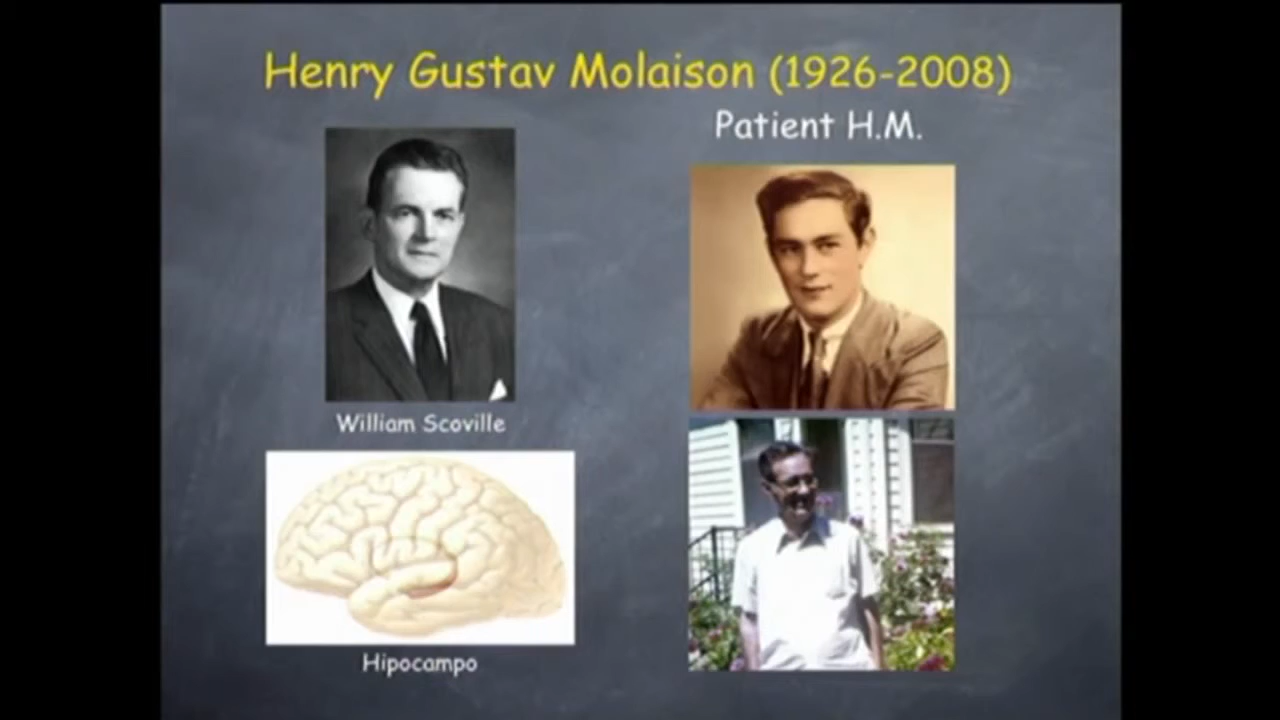 Henry Gustav Molaison (1926-2008)
Patient H.M.
William Scoville
Hipocampo